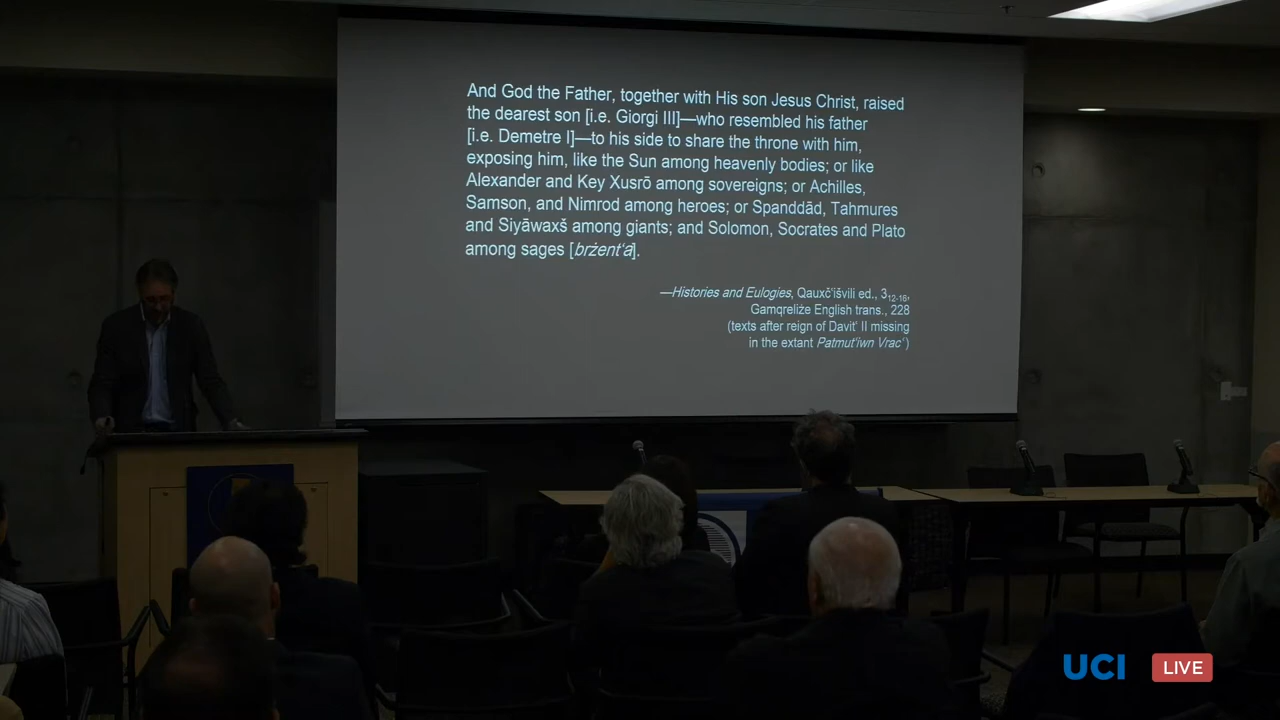 And God the Father, together with His son Jesus Christ, raised
the dearest son [i.e. Giorgi III]—who resembled his father
[i.e. Demetre I]—to his side to share the throne with him,
exposing him, like the Sun among heavenly bodies; or like
Alexander and Key Xusrō among sovereigns; or Achilles,
Samson, and Nimrod among heroes; or Spanddād, Tahmures
and Siyāwaxš among giants; and Solomon, Socrates and Plato
among sages [brżent‘a].
—Histories and Eulogies, Qauxč‘išvili ed., 3₁₂₋₁₆,
Gamqreliże English trans., 228
(texts after reign of Davit‘ II missing
in the extant Patmut‘iwn Vrac‘)
UCI LIVE